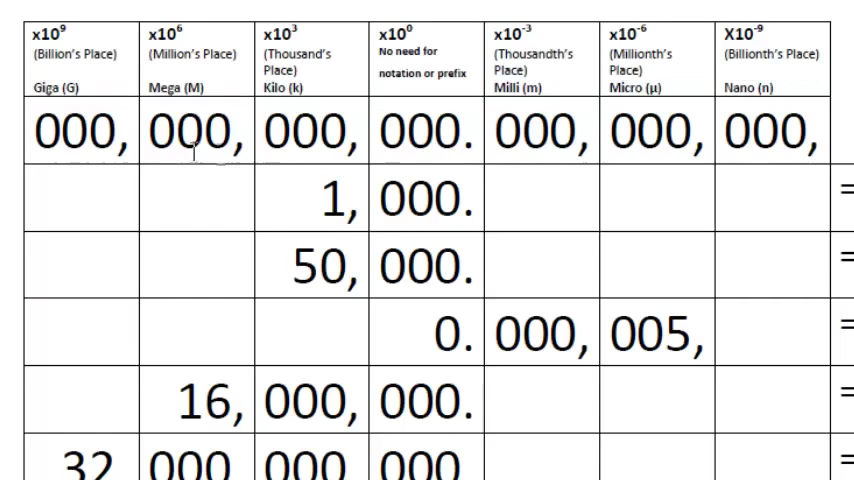 x10⁹ x10⁶ x10³ x10⁰ x10⁻³ x10⁻⁶ X10⁻⁹
(Billion's Place) (Million's Place) (Thousand's Place) No need for notation or prefix (Thousandth's Place) (Millionth's Place) (Billionth's Place)
Giga (G) Mega (M) Kilo (k) Milli (m) Micro (μ) Nano (n)
000, 000, 000, 000. 000, 000, 000,
1, 000. =
50, 000. =
0. 000, 005, =
16, 000, 000. =
32 000 000 000 =